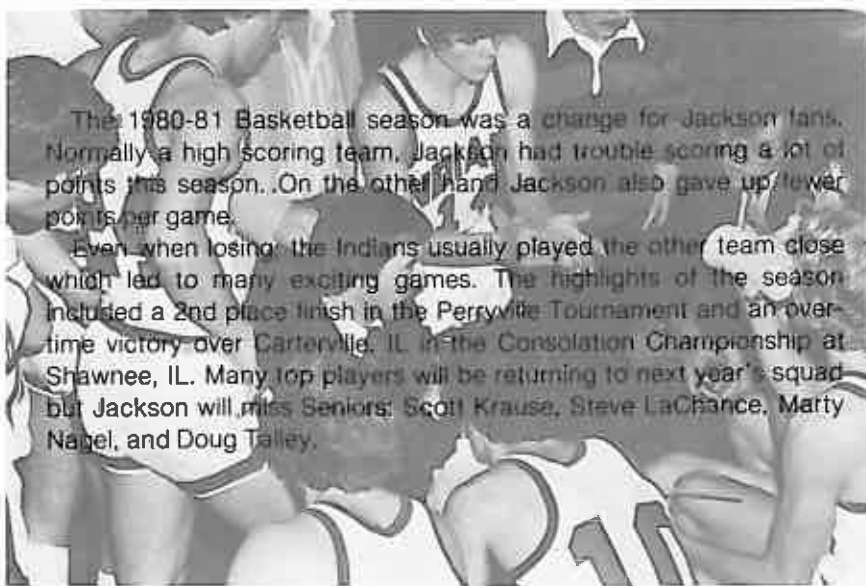 The 1980-81 Basketball season was a change for Jackson fans.
Normally a high scoring team, Jackson had trouble scoring a lot of
points this season. .On the other hand Jackson also gave up fewer
points per game.
Even when losing, the Indians usually played the other team close
which led to many exciting games. The highlights of the season
included a 2nd place finish in the Perryville Tournament and an over-
time victory over Carterville, IL in the Consolation Championship at
Shawnee, IL. Many top players will be returning to next year's squad
but Jackson will miss Seniors: Scott Krause, Steve LaChance, Marty
Nagel, and Doug Talley.
10